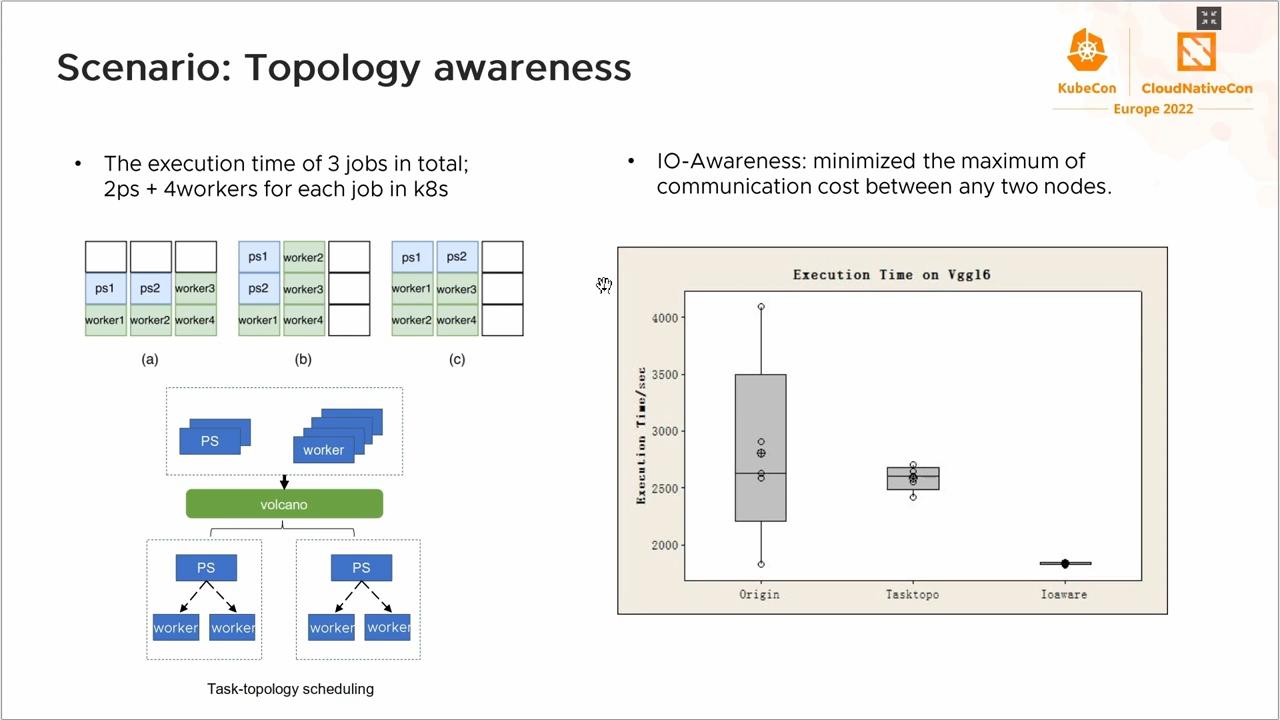 Scenario: Topology awareness
KubeCon
CloudNativeCon
Europe 2022
• The execution time of 3 jobs in total;
2ps + 4workers for each job in k8s
ps1 ps2 worker3
worker1 worker2 worker4
(a)
ps1 worker2
ps2 worker3
worker1 worker4
(b)
ps1 ps2
worker1 worker3
worker2 worker4
(c)
PS
worker
volcano
PS
worker worker
PS
worker worker
Task-topology scheduling
• IO-Awareness: minimized the maximum of
communication cost between any two nodes.
Execution Time on Vgg16
Execution Time/sec
4000
3500
3000
2500
2000
Origin Tasktopo Ioaware